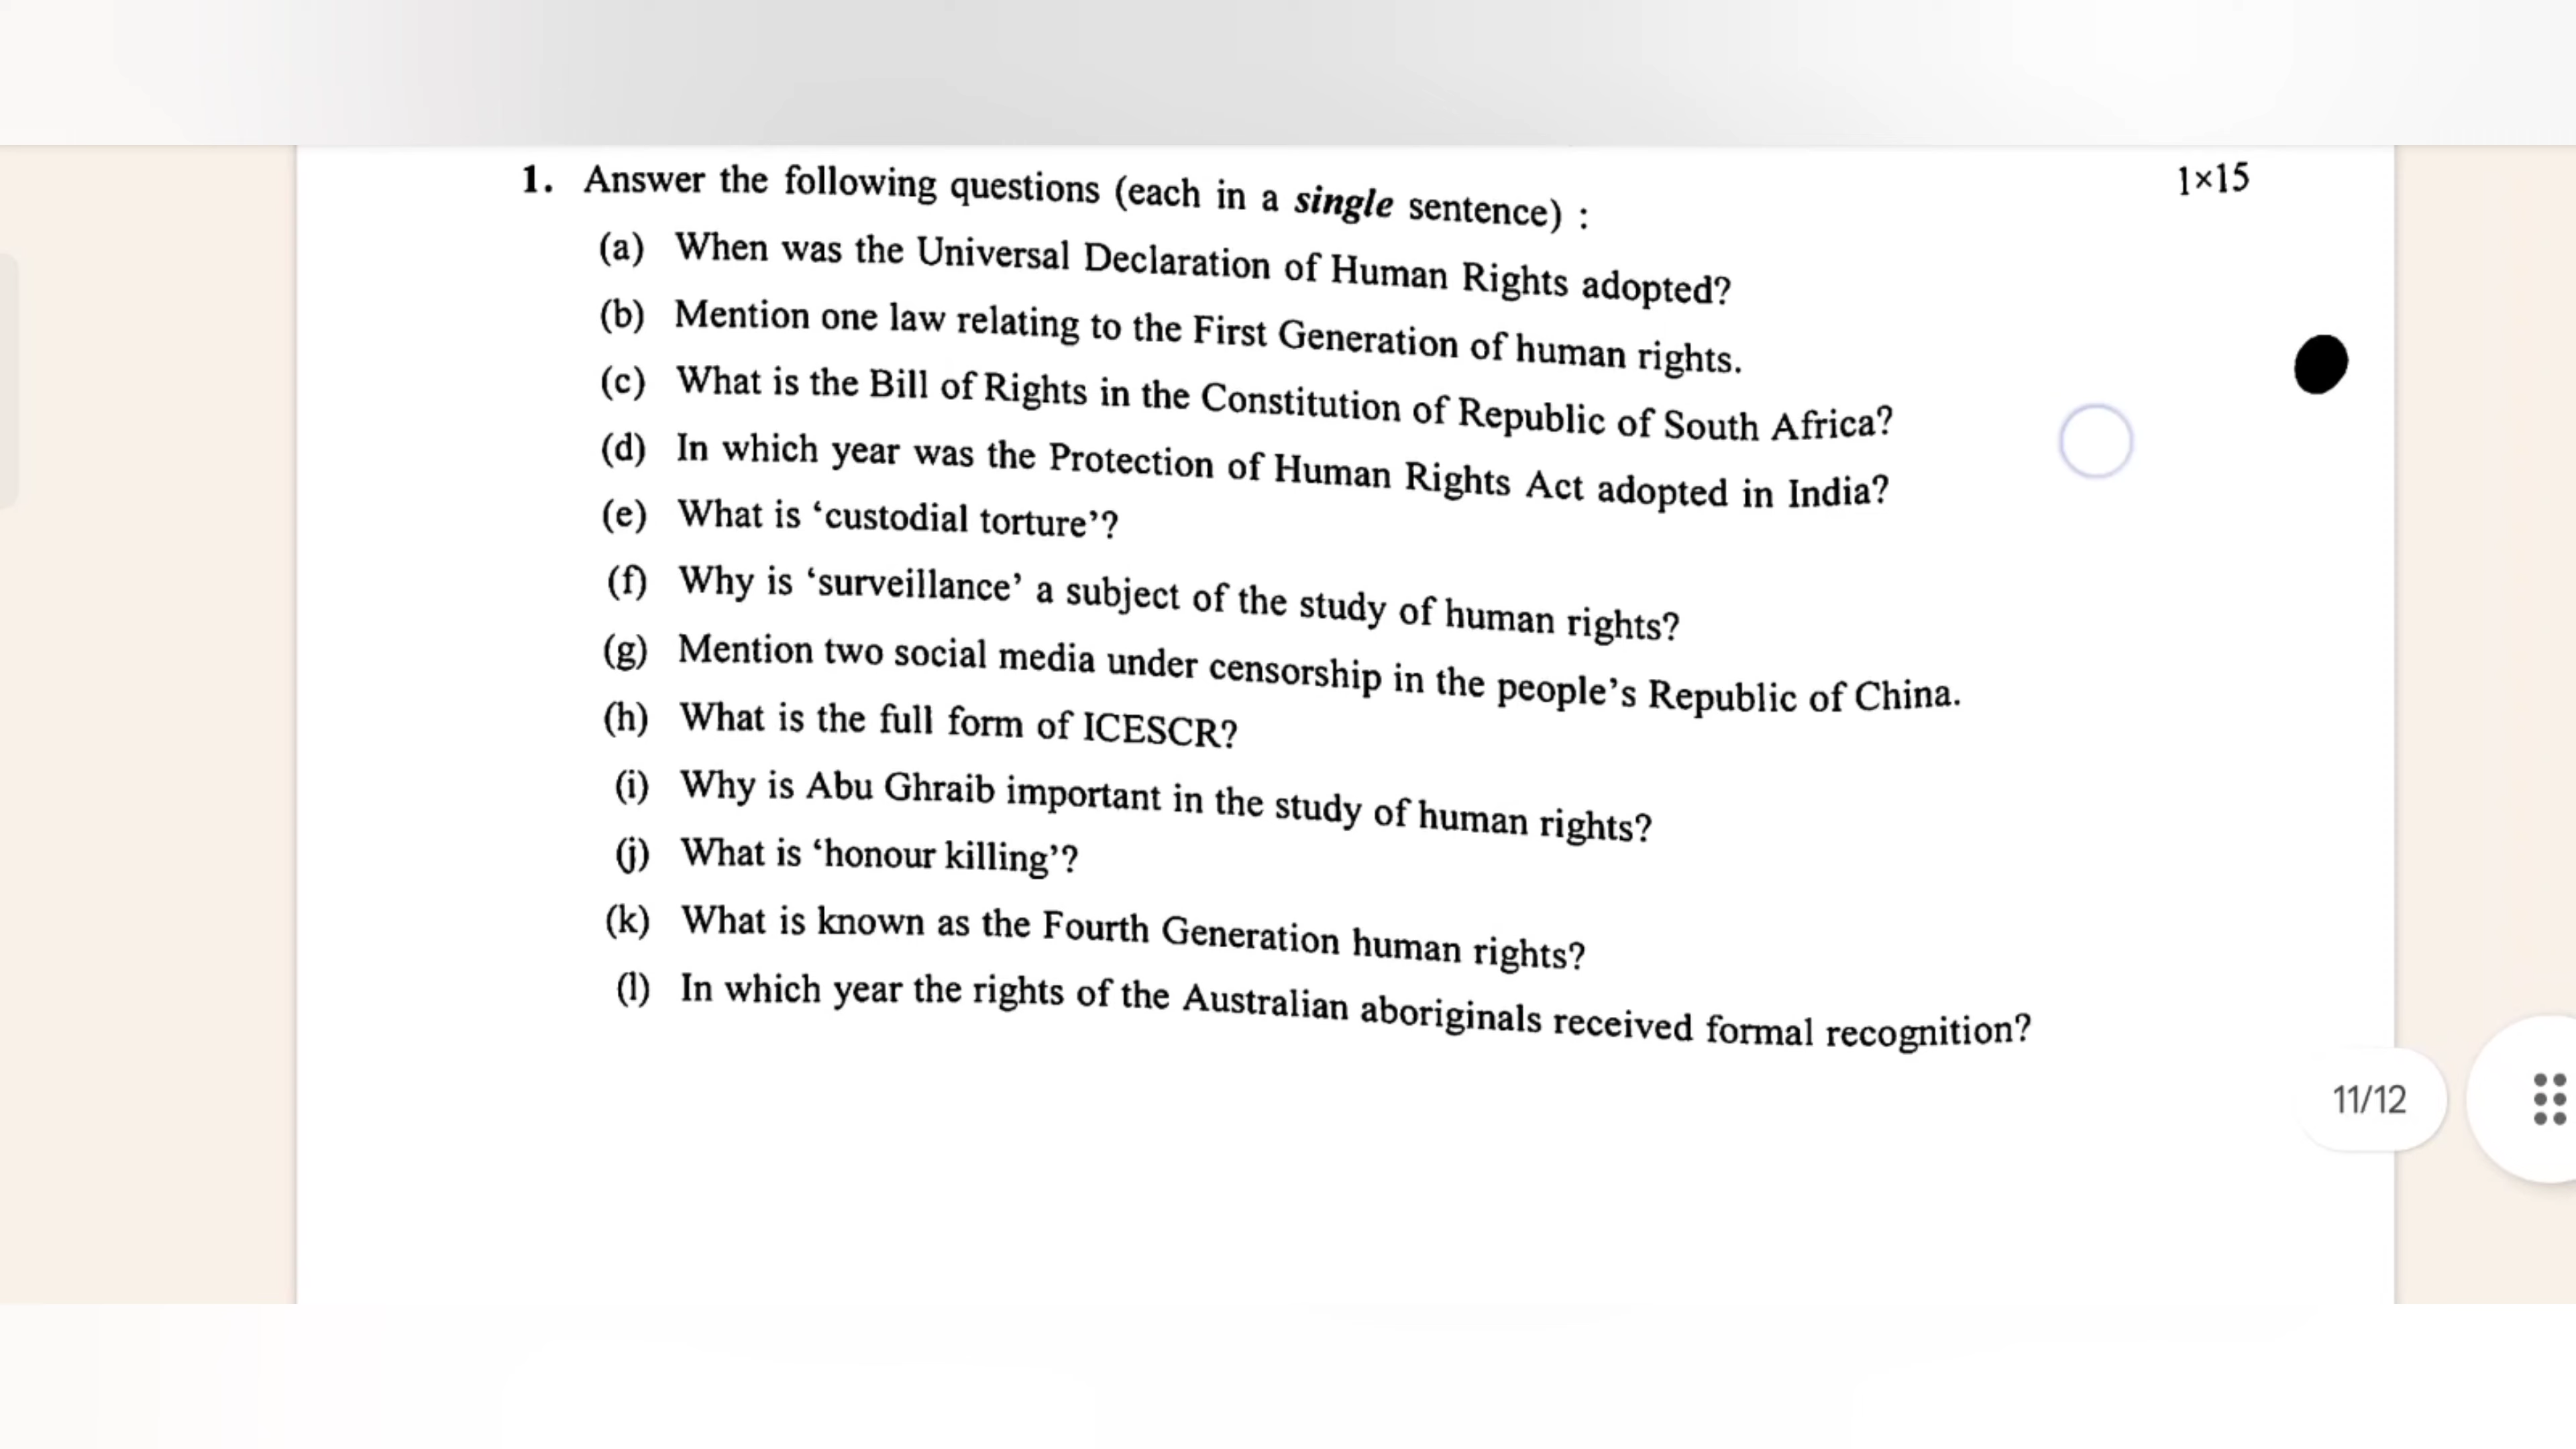 1. Answer the following questions (each in a single sentence) : 1×15
(a) When was the Universal Declaration of Human Rights adopted?
(b) Mention one law relating to the First Generation of human rights.
(c) What is the Bill of Rights in the Constitution of Republic of South Africa?
(d) In which year was the Protection of Human Rights Act adopted in India?
(e) What is ‘custodial torture’?
(f) Why is ‘surveillance’ a subject of the study of human rights?
(g) Mention two social media under censorship in the people’s Republic of China.
(h) What is the full form of ICESCR?
(i) Why is Abu Ghraib important in the study of human rights?
(j) What is ‘honour killing’?
(k) What is known as the Fourth Generation human rights?
(l) In which year the rights of the Australian aboriginals received formal recognition?
11/12